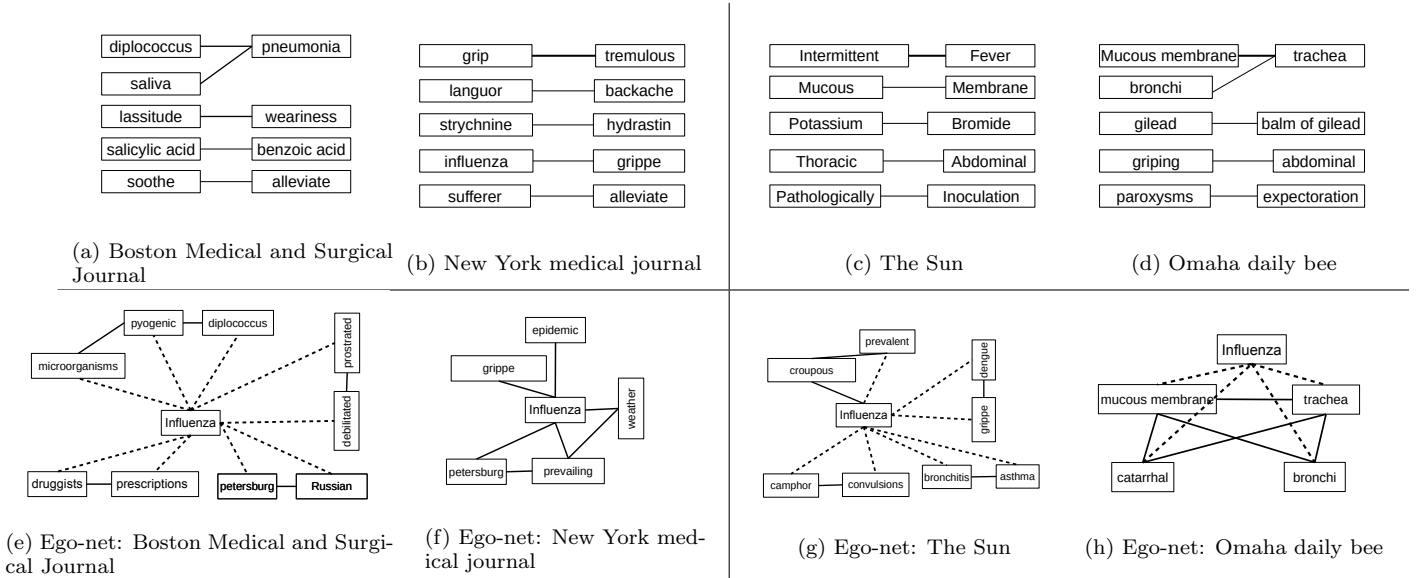 diplococcus pneumonia
saliva
lassitude weariness
salicylic acid benzoic acid
soothe alleviate
(a) Boston Medical and Surgical
Journal
grip tremulous
languor backache
strychnine hydrastin
influenza grippe
sufferer alleviate
(b) New York medical journal
Intermittent Fever
Mucous Membrane
Potassium Bromide
Thoracic Abdominal
Pathologically Inoculation
(c) The Sun
Mucous membrane trachea
bronchi
gilead balm of gilead
griping abdominal
paroxysms expectoration
(d) Omaha daily bee
pyogenic diplococcus
prostrated
microorganisms
debilitated
Influenza
druggists prescriptions petersburg Russian
(e) Ego-net: Boston Medical and Surgi-
cal Journal
epidemic
grippe
weather
Influenza
petersburg prevailing
(f) Ego-net: New York med-
ical journal
prevalent
dengue
croupous
grippe
Influenza
camphor convulsions bronchitis asthma
(g) Ego-net: The Sun
Influenza
mucous membrane trachea
catarrhal bronchi
(h) Ego-net: Omaha daily bee